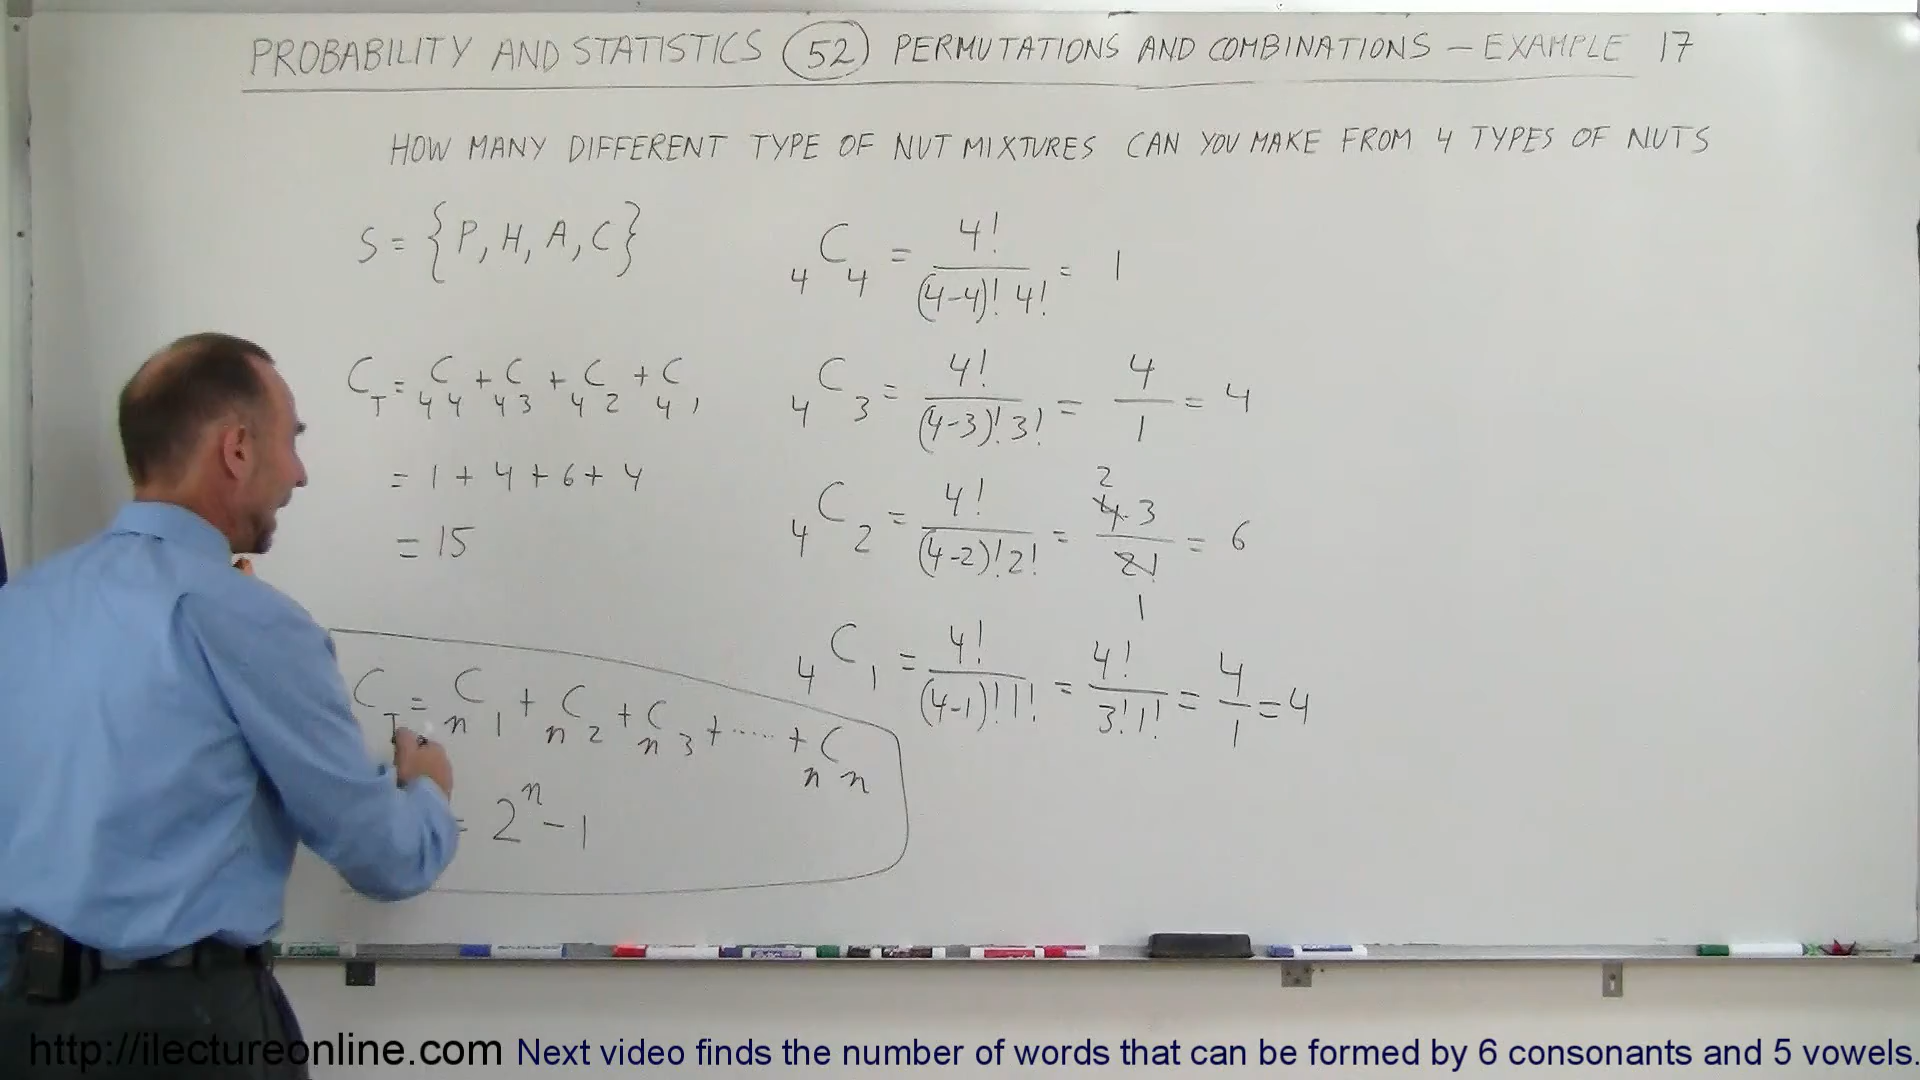 PROBABILITY AND STATISTICS 52 PERMUTATIONS AND COMBINATIONS — EXAMPLE 17
HOW MANY DIFFERENT TYPE OF NUT MIXTURES CAN YOU MAKE FROM 4 TYPES OF NUTS
S = {P, H, A, C}
C_T = ₄C₄ + ₄C₃ + ₄C₂ + ₄C₁
= 1 + 4 + 6 + 4
= 15
C_T = ₙC₁ + ₙC₂ + ₙC₃ + ..... + ₙCₙ
= 2ⁿ - 1
₄C₄ = 4! / (4-4)! 4! = 1
₄C₃ = 4! / (4-3)! 3! = 4 / 1 = 4
₄C₂ = 4! / (4-2)! 2! = 2 4·3 / 2! 1 = 6
₄C₁ = 4! / (4-1)! 1! = 4! / 3! 1! = 4 / 1 = 4
http://ilectureonline.com Next video finds the number of words that can be formed by 6 consonants and 5 vowels.